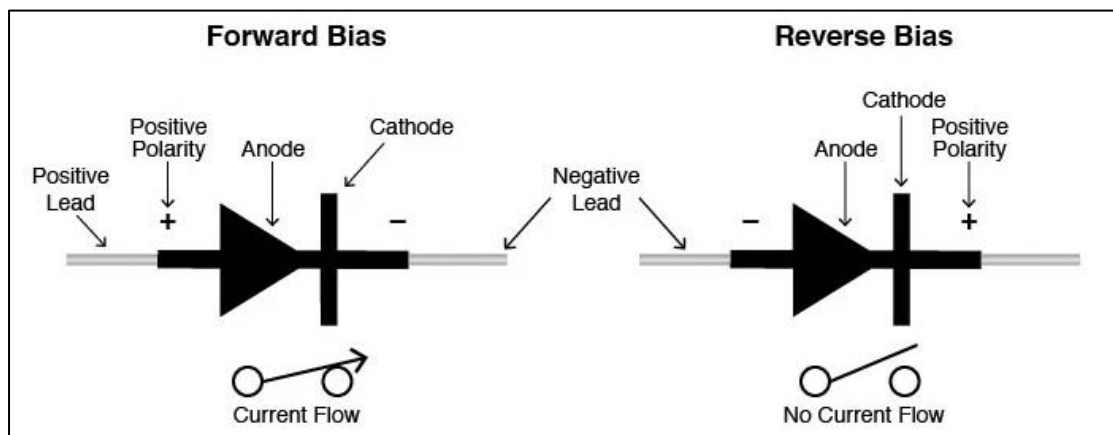 Forward Bias
Positive
Polarity
Anode
Cathode
Positive
Lead
+
−
Negative
Lead
Current Flow
Reverse Bias
Cathode
Anode
Positive
Polarity
−
+
No Current Flow